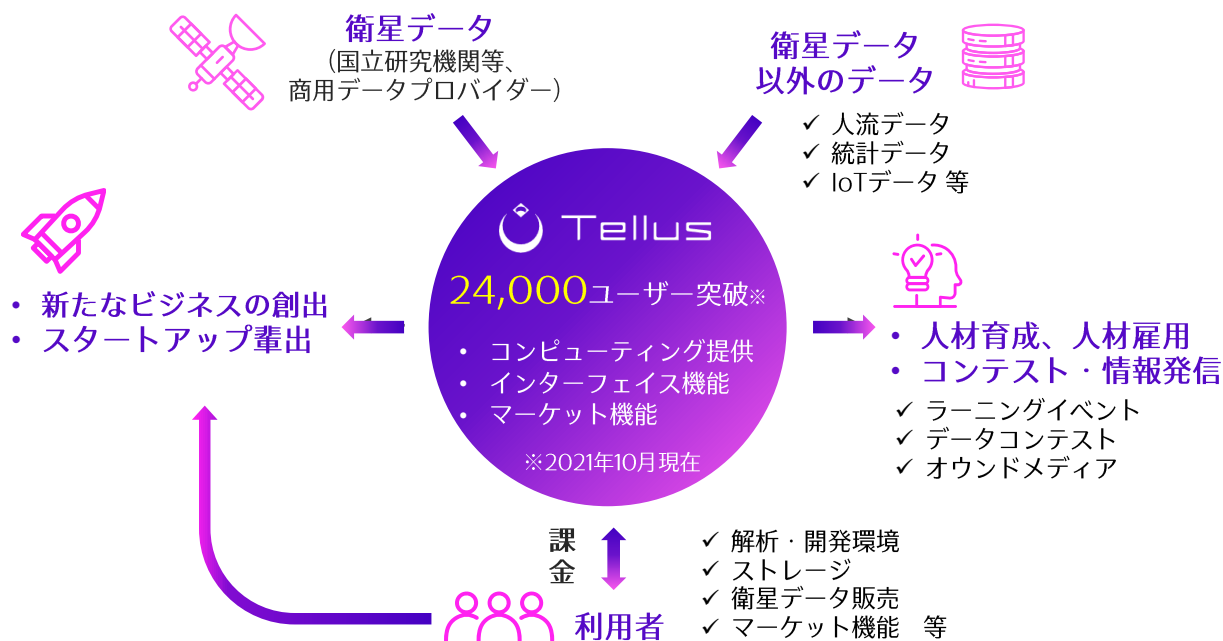 衛星データ
（国立研究機関等、
商用データプロバイダー）
衛星データ
以外のデータ
✓ 人流データ
✓ 統計データ
✓ IoTデータ 等
Tellus
24,000ユーザー突破※
• コンピューティング提供
• インターフェイス機能
• マーケット機能
※2021年10月現在
• 新たなビジネスの創出
• スタートアップ輩出
• 人材育成、人材雇用
• コンテスト・情報発信
✓ ラーニングイベント
✓ データコンテスト
✓ オウンドメディア
課金
利用者
✓ 解析・開発環境
✓ ストレージ
✓ 衛星データ販売
✓ マーケット機能　等